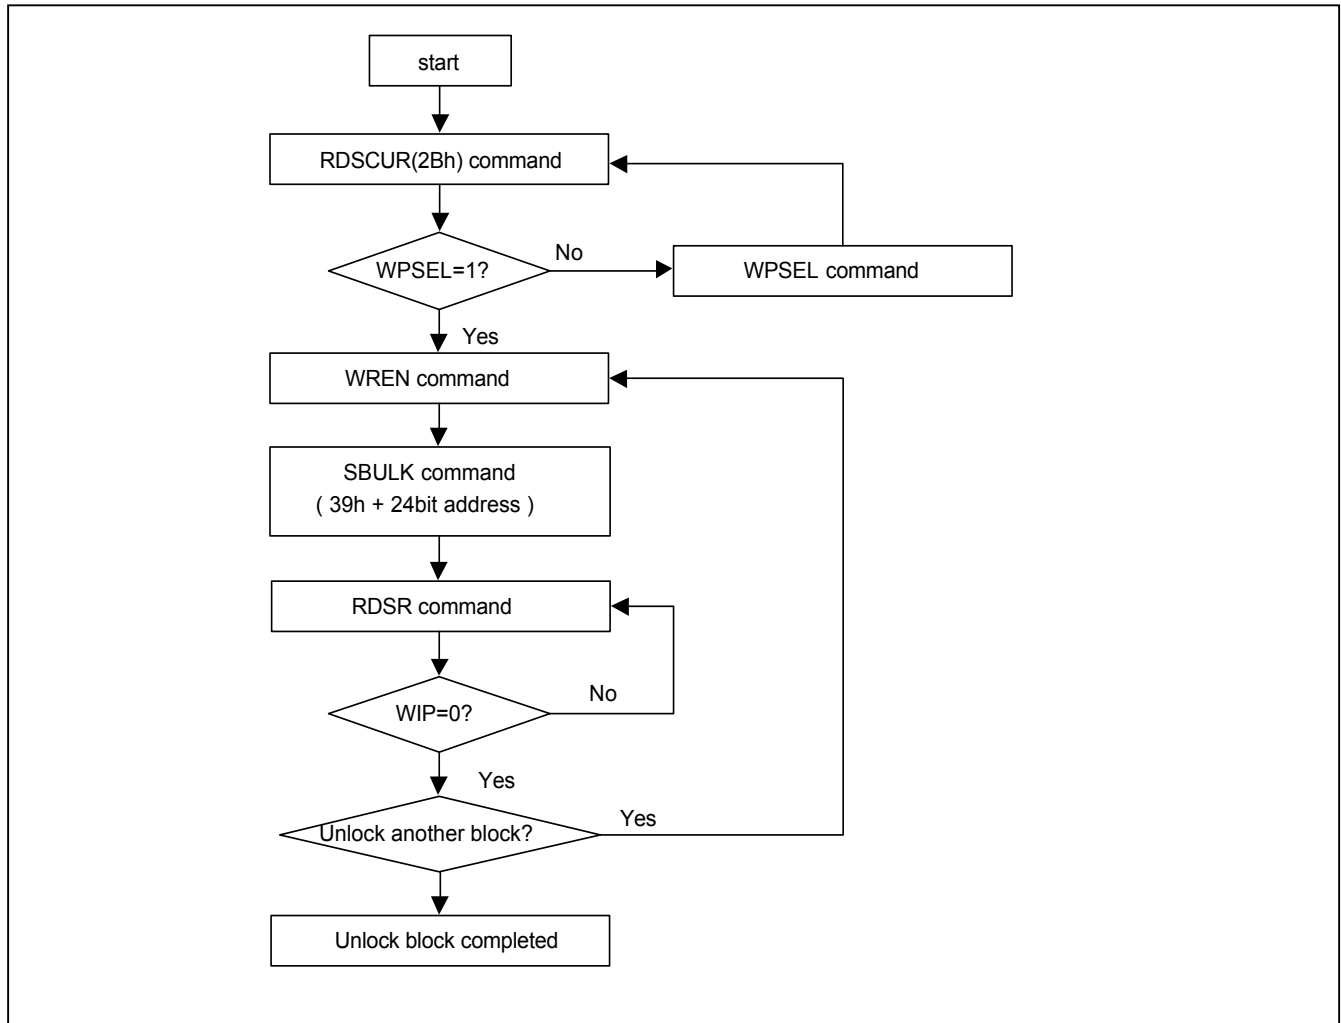 start
RDSCUR(2Bh) command
WPSEL=1?
No
WPSEL command
Yes
WREN command
SBULK command
( 39h + 24bit address )
RDSR command
WIP=0?
No
Yes
Unlock another block?
Yes
Unlock block completed